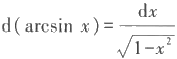 d( arcsin x) = dx / √(1-x²)